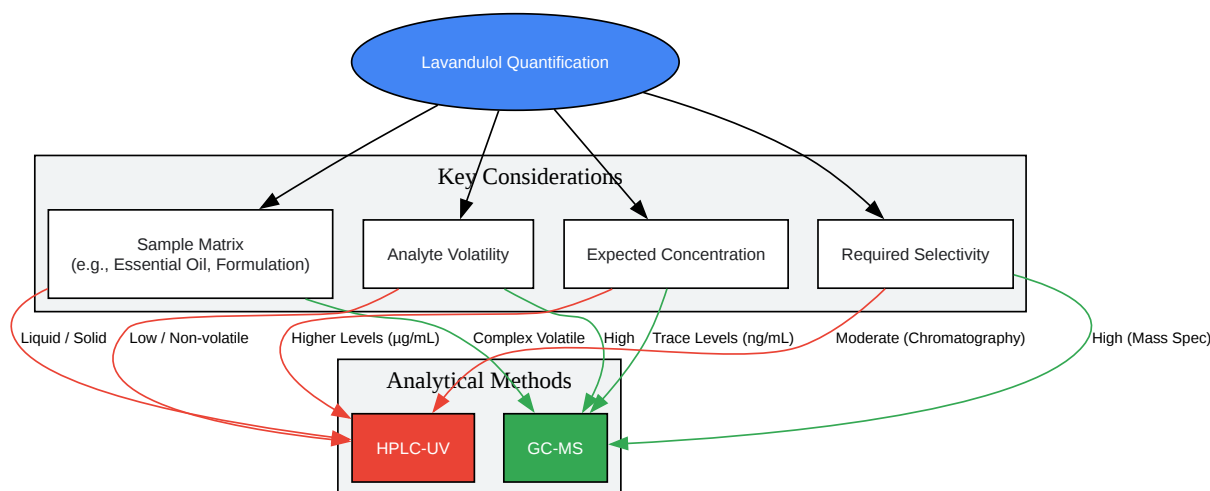 Lavandulol Quantification
Key Considerations
Sample Matrix
(e.g., Essential Oil, Formulation)
Analyte Volatility
Expected Concentration
Required Selectivity
Liquid / Solid
Low / Non-volatile
Higher Levels (µg/mL)
Complex Volatile
High
Trace Levels (ng/mL)
Moderate (Chromatography)
High (Mass Spec)
Analytical Methods
HPLC-UV
GC-MS